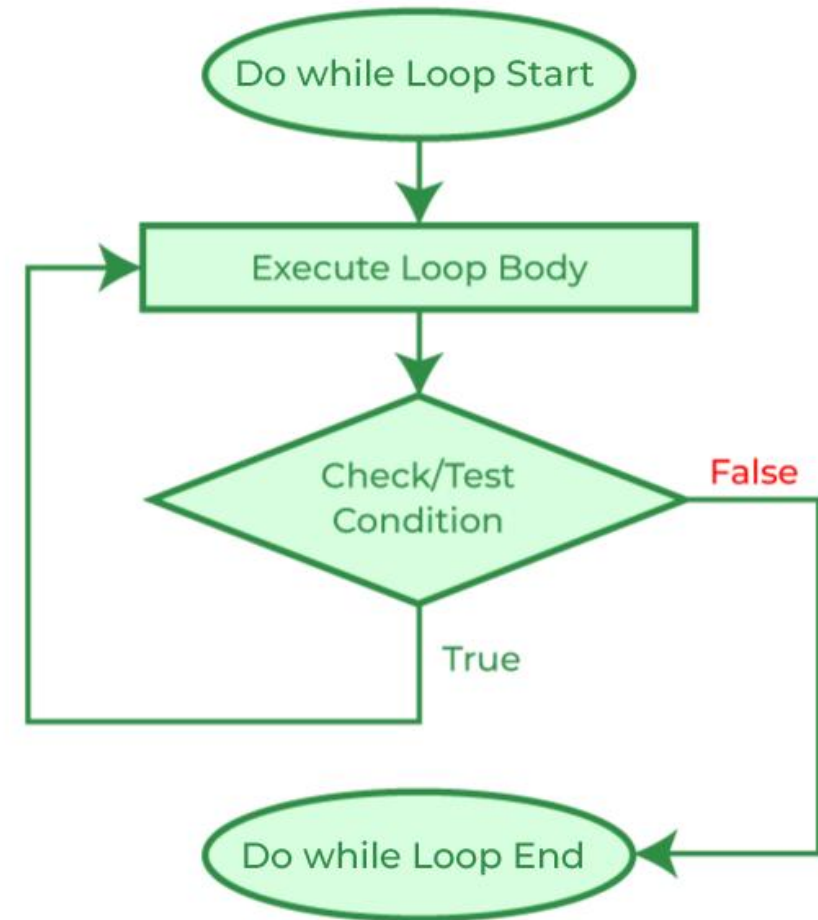 Do while Loop Start
Execute Loop Body
Check/Test
Condition
False
True
Do while Loop End